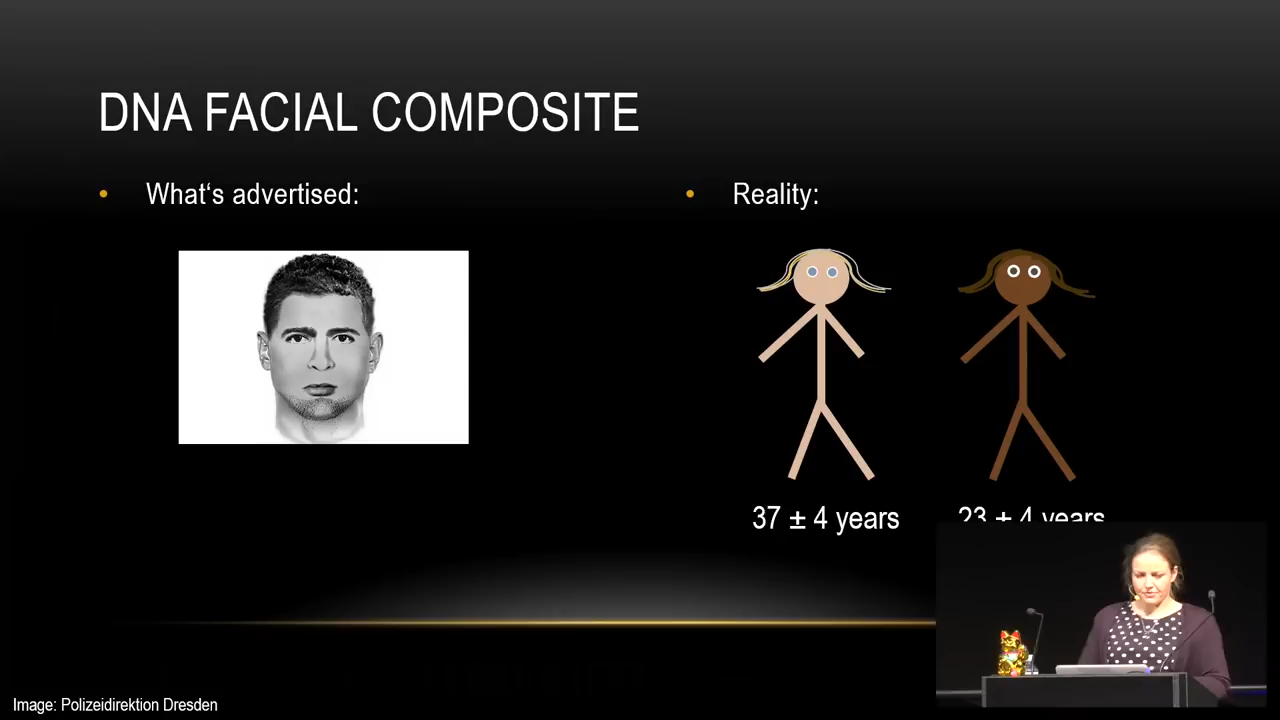 DNA FACIAL COMPOSITE
• What‘s advertised:
• Reality:
37 ± 4 years
23 ± 4 years
Image: Polizeidirektion Dresden